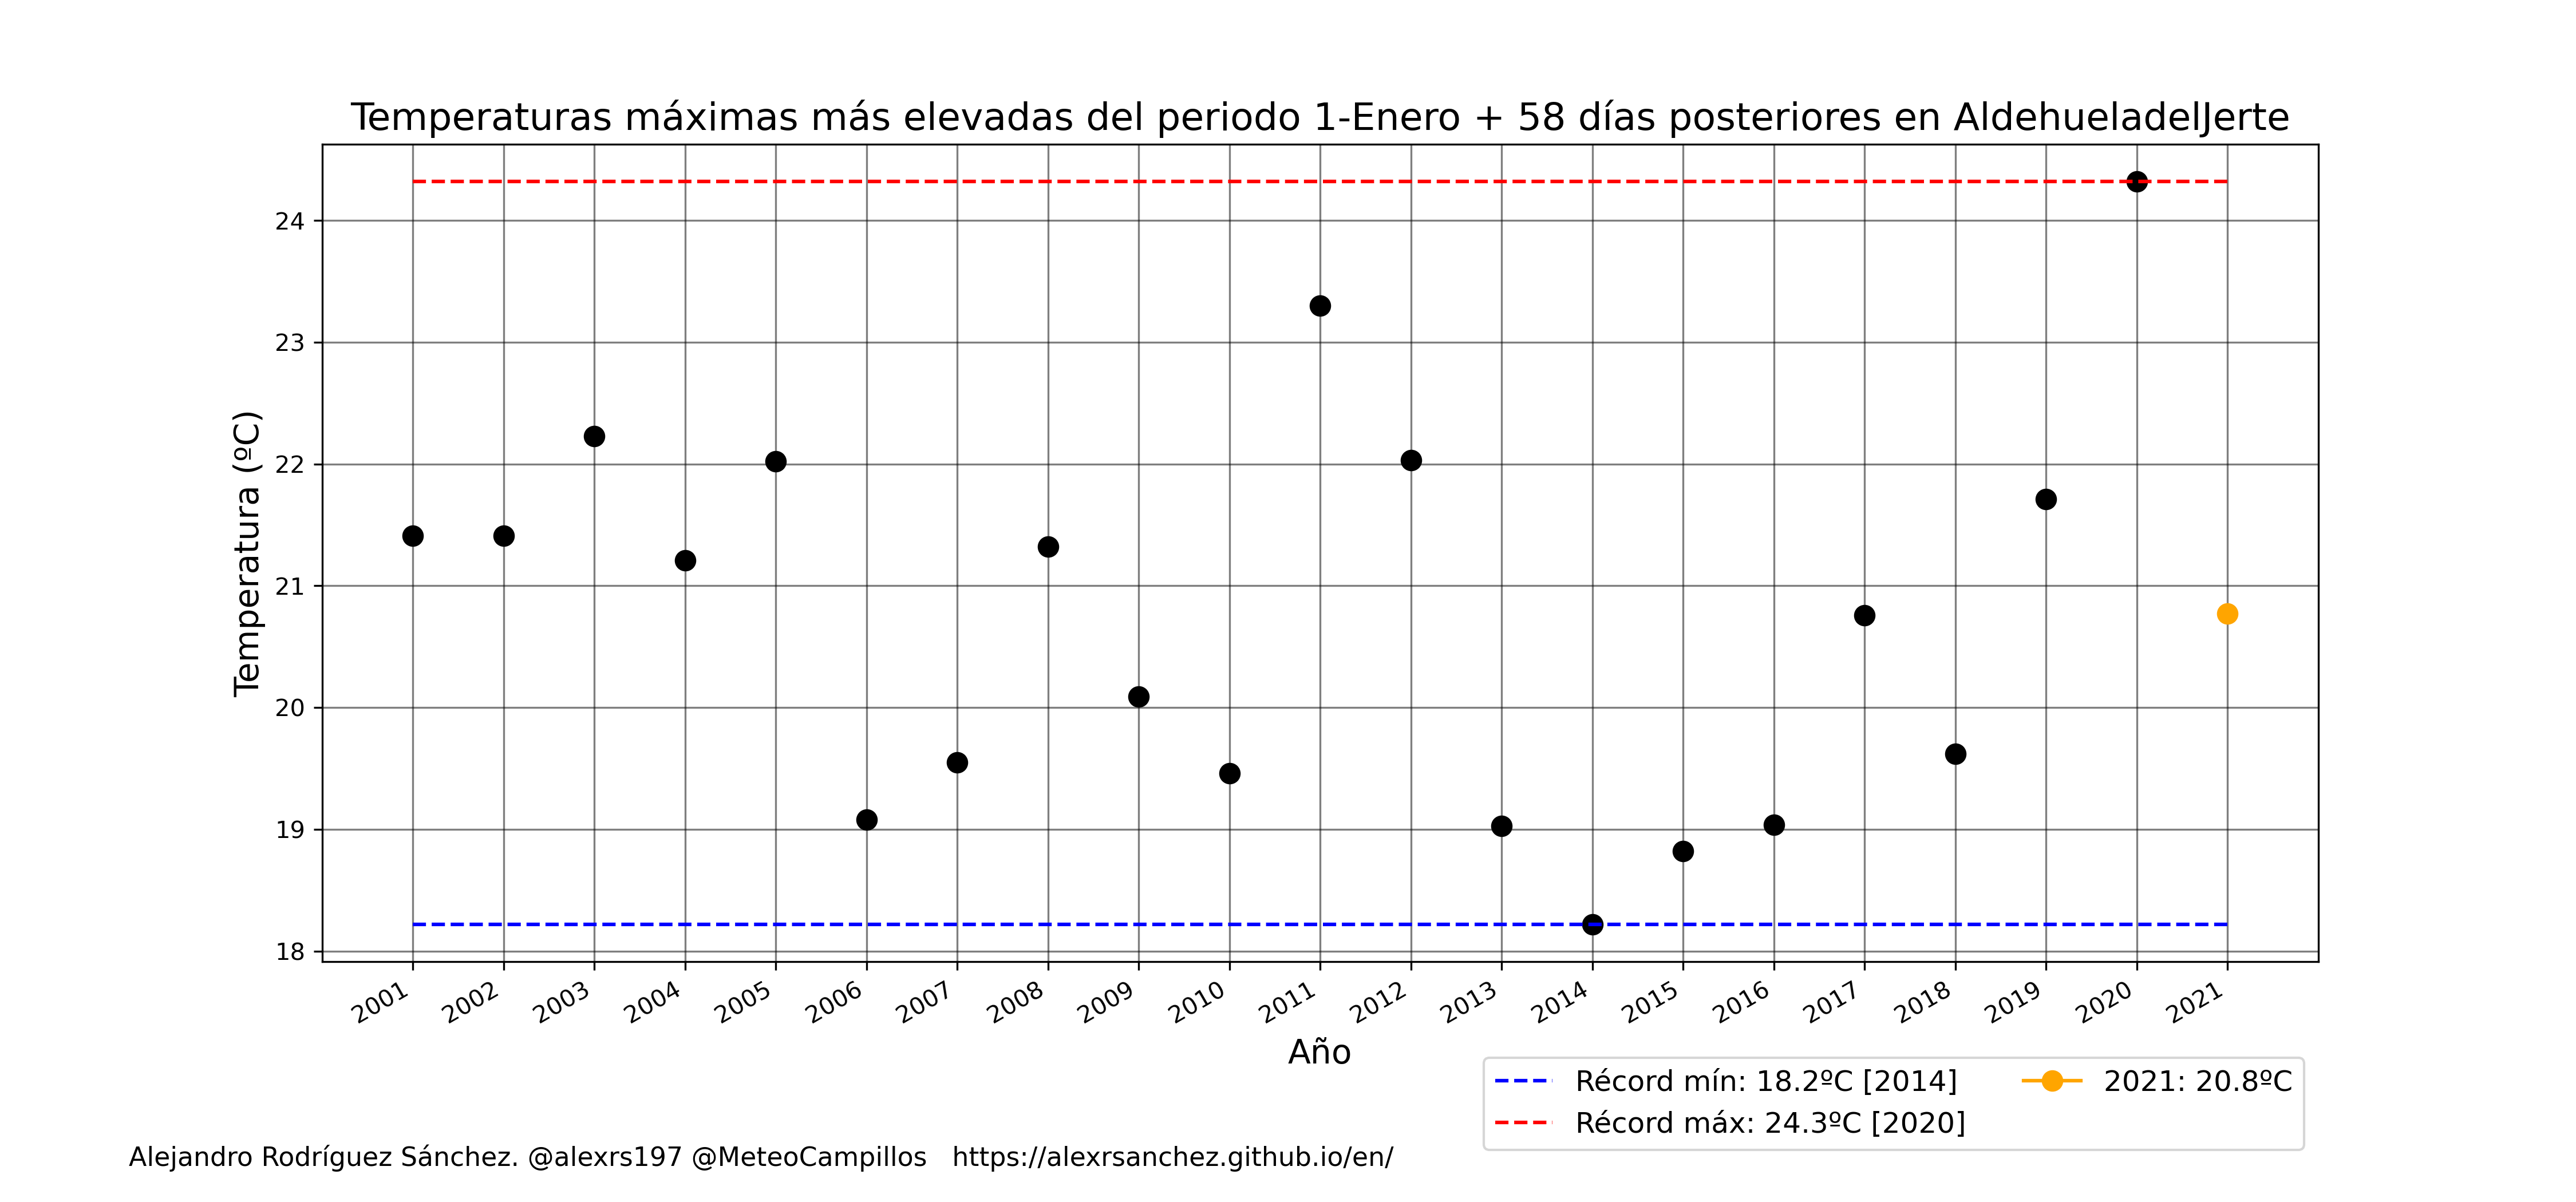 Temperaturas máximas más elevadas del periodo 1-Enero + 58 días posteriores en AldehueladelJerte
Temperatura (ºC)
24
23
22
21
20
19
18
2001 2002 2003 2004 2005 2006 2007 2008 2009 2010 2011 2012 2013 2014 2015 2016 2017 2018 2019 2020 2021
Año
Récord mín: 18.2ºC [2014]
Récord máx: 24.3ºC [2020]
2021: 20.8ºC
Alejandro Rodríguez Sánchez. @alexrs197 @MeteoCampillos https://alexrsanchez.github.io/en/